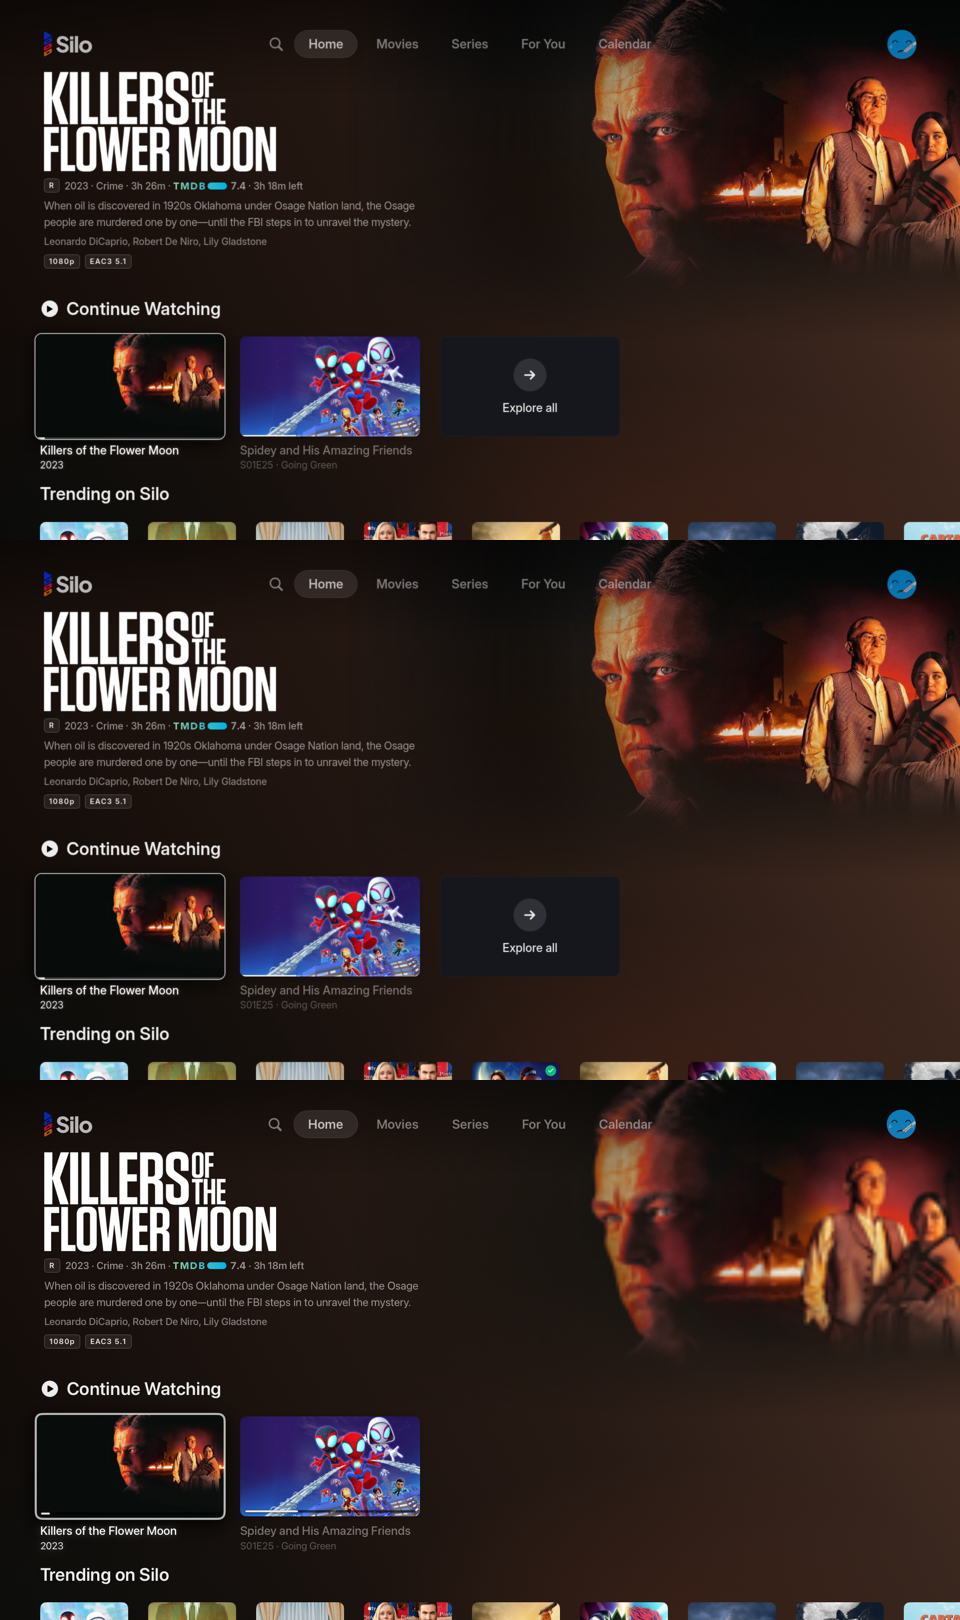 Silo
Home Movies Series For You Calendar
KILLERS OF THE
FLOWER MOON
R 2023 · Crime · 3h 26m · TMDB 7.4 · 3h 18m left
When oil is discovered in 1920s Oklahoma under Osage Nation land, the Osage
people are murdered one by one—until the FBI steps in to unravel the mystery.
Leonardo DiCaprio, Robert De Niro, Lily Gladstone
1080p EAC3 5.1
Continue Watching
Explore all
Killers of the Flower Moon Spidey and His Amazing Friends
2023 S01E25 · Going Green
Trending on Silo
Silo
Home Movies Series For You Calendar
KILLERS OF THE
FLOWER MOON
R 2023 · Crime · 3h 26m · TMDB 7.4 · 3h 18m left
When oil is discovered in 1920s Oklahoma under Osage Nation land, the Osage
people are murdered one by one—until the FBI steps in to unravel the mystery.
Leonardo DiCaprio, Robert De Niro, Lily Gladstone
1080p EAC3 5.1
Continue Watching
Explore all
Killers of the Flower Moon Spidey and His Amazing Friends
2023 S01E25 · Going Green
Trending on Silo
Silo
Home Movies Series For You Calendar
KILLERS OF THE
FLOWER MOON
R 2023 · Crime · 3h 26m · TMDB 7.4 · 3h 18m left
When oil is discovered in 1920s Oklahoma under Osage Nation land, the Osage
people are murdered one by one—until the FBI steps in to unravel the mystery.
Leonardo DiCaprio, Robert De Niro, Lily Gladstone
1080p EAC3 5.1
Continue Watching
Killers of the Flower Moon Spidey and His Amazing Friends
2023 S01E25 · Going Green
Trending on Silo